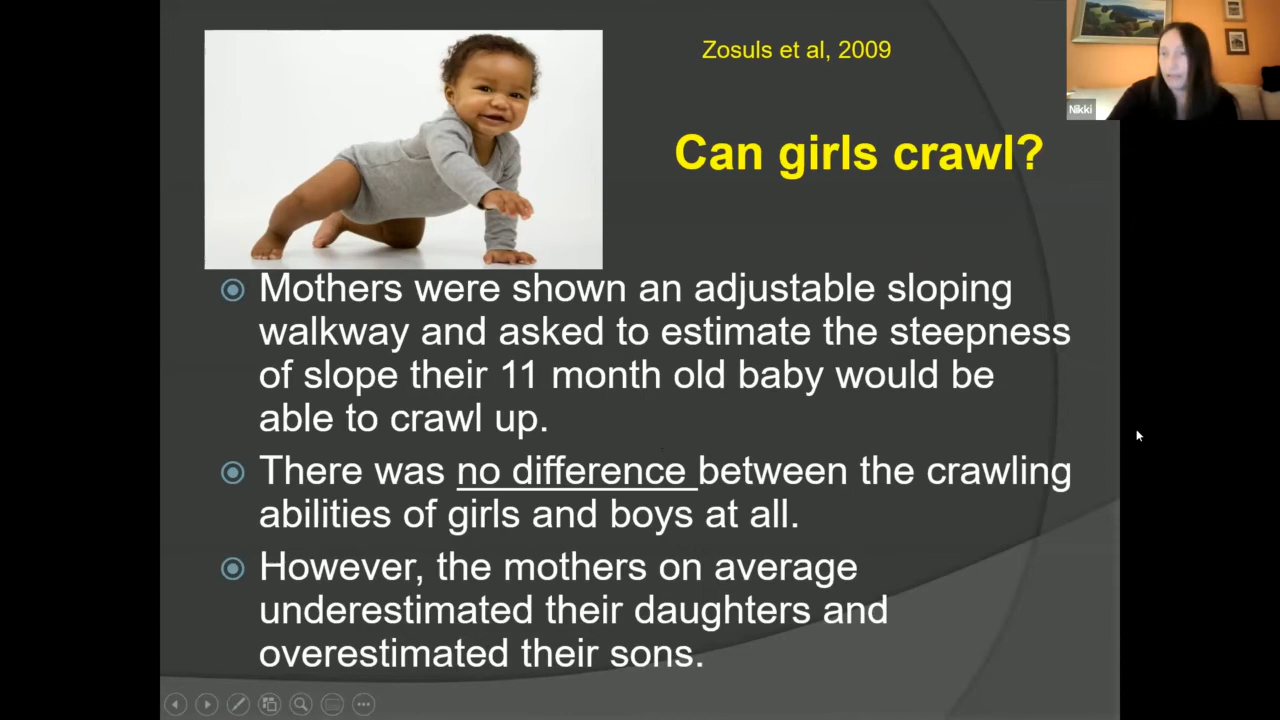 Zosuls et al, 2009
Nikki
Can girls crawl?
Mothers were shown an adjustable sloping
walkway and asked to estimate the steepness
of slope their 11 month old baby would be
able to crawl up.
There was no difference between the crawling
abilities of girls and boys at all.
However, the mothers on average
underestimated their daughters and
overestimated their sons.